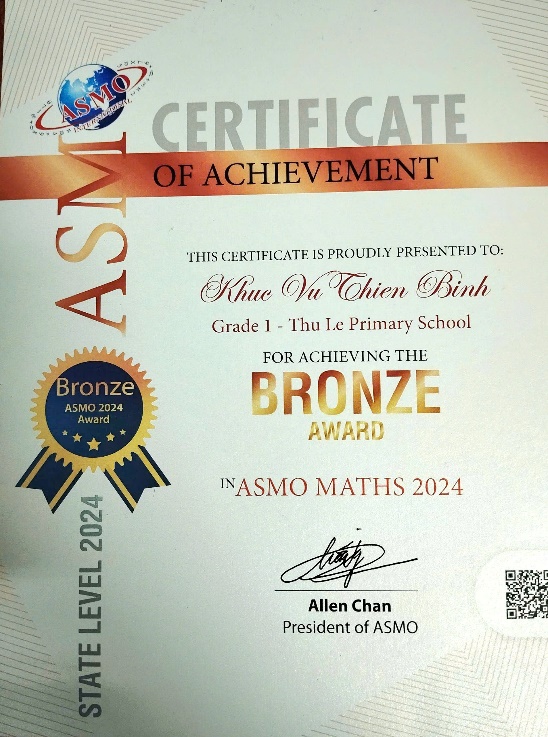 ASMO
INTERNATIONAL
CERTIFICATE
OF ACHIEVEMENT
ASM
THIS CERTIFICATE IS PROUDLY PRESENTED TO:
Khuc Vu Thien Binh
Grade 1 - Thu Le Primary School
FOR ACHIEVING THE
BRONZE
AWARD
IN ASMO MATHS 2024
Bronze
ASMO 2024
Award
STATE LEVEL 2024
Allen Chan
President of ASMO